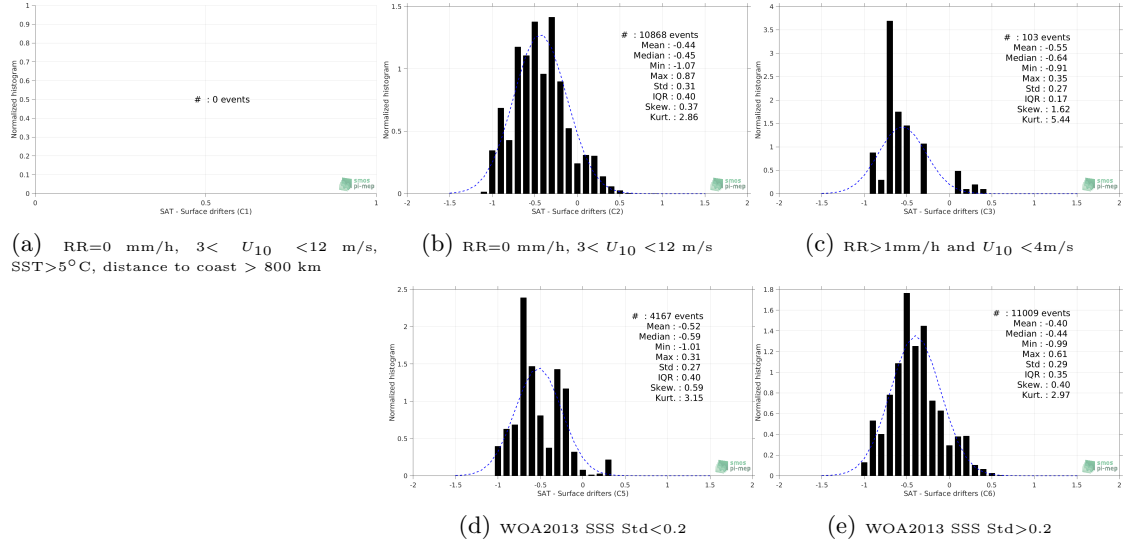 1
0.9
0.8
0.7
0.6
0.5
0.4
0.3
0.2
0.1
0
Normalized histogram
# : 0 events
smos
pi-mep
0 0.5 1
SAT - Surface drifters (C1)
(a) RR=0 mm/h, 3< U10 <12 m/s,
SST>5°C, distance to coast > 800 km
1.5
1
0.5
0
Normalized histogram
# : 10868 events
Mean : -0.44
Median : -0.45
Min : -1.07
Max : 0.87
Std : 0.31
IQR : 0.40
Skew. : 0.37
Kurt. : 2.86
smos
pi-mep
-2 -1.5 -1 -0.5 0 0.5 1 1.5 2
SAT - Surface drifters (C2)
(b) RR=0 mm/h, 3< U10 <12 m/s
4
3.5
3
2.5
2
1.5
1
0.5
0
Normalized histogram
# : 103 events
Mean : -0.55
Median : -0.64
Min : -0.91
Max : 0.35
Std : 0.27
IQR : 0.17
Skew. : 1.62
Kurt. : 5.44
smos
pi-mep
-2 -1.5 -1 -0.5 0 0.5 1 1.5 2
SAT - Surface drifters (C3)
(c) RR>1mm/h and U10 <4m/s
2.5
2
1.5
1
0.5
0
Normalized histogram
# : 4167 events
Mean : -0.52
Median : -0.59
Min : -1.01
Max : 0.31
Std : 0.27
IQR : 0.40
Skew. : 0.59
Kurt. : 3.15
smos
pi-mep
-2 -1.5 -1 -0.5 0 0.5 1 1.5 2
SAT - Surface drifters (C5)
(d) WOA2013 SSS Std<0.2
1.8
1.6
1.4
1.2
1
0.8
0.6
0.4
0.2
0
Normalized histogram
# : 11009 events
Mean : -0.40
Median : -0.44
Min : -0.99
Max : 0.61
Std : 0.29
IQR : 0.35
Skew. : 0.40
Kurt. : 2.97
smos
pi-mep
-2 -1.5 -1 -0.5 0 0.5 1 1.5 2
SAT - Surface drifters (C6)
(e) WOA2013 SSS Std>0.2